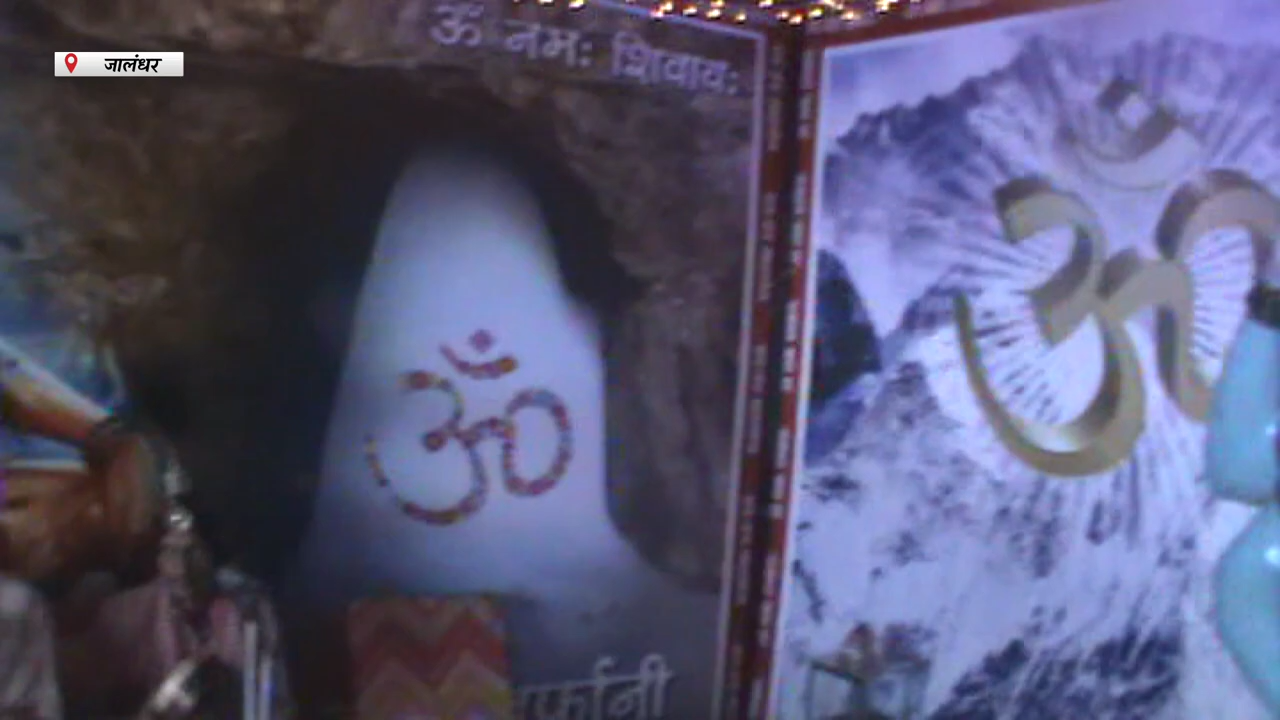 ॐ नमः शिवायः
जालंधर
ॐ
ॐ